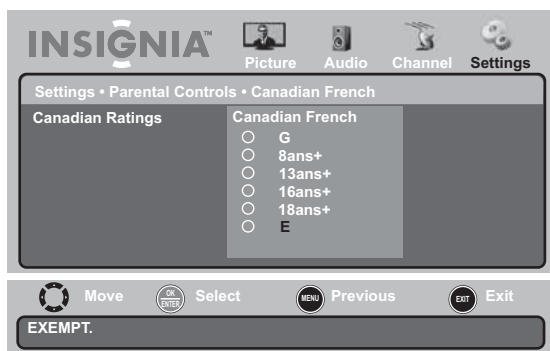 INSIGNIA™
Picture Audio Channel Settings
Settings • Parental Controls • Canadian French
Canadian Ratings
Canadian French
G
8ans+
13ans+
16ans+
18ans+
E
Move
OK
ENTER
Select
MENU
Previous
EXIT
Exit
EXEMPT.